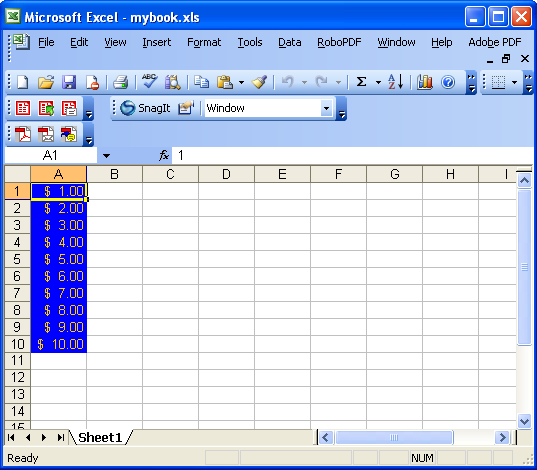 Microsoft Excel - mybook.xls
File Edit View Insert Format Tools Data RoboPDF Window Help Adobe PDF
ABC Σ A Z
SnagIt Window
A1 fx 1
A B C D E F G H I
1 $ 1.00
2 $ 2.00
3 $ 3.00
4 $ 4.00
5 $ 5.00
6 $ 6.00
7 $ 7.00
8 $ 8.00
9 $ 9.00
10 $ 10.00
11
12
13
14
15
Sheet1
Ready NUM